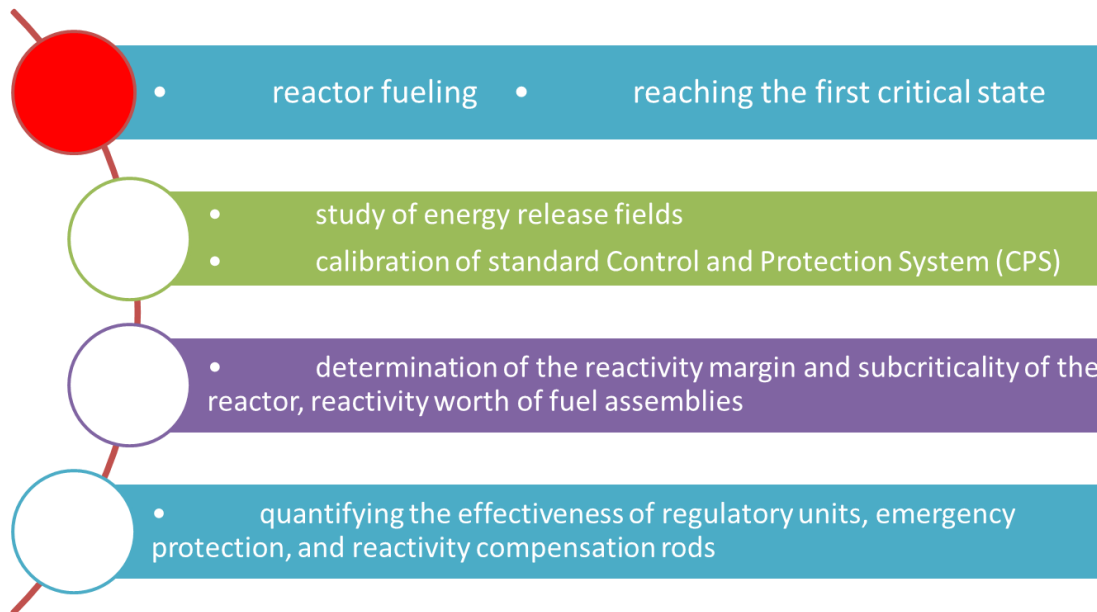 • reactor fueling • reaching the first critical state
• study of energy release fields
• calibration of standard Control and Protection System (CPS)
• determination of the reactivity margin and subcriticality of the
reactor, reactivity worth of fuel assemblies
• quantifying the effectiveness of regulatory units, emergency
protection, and reactivity compensation rods